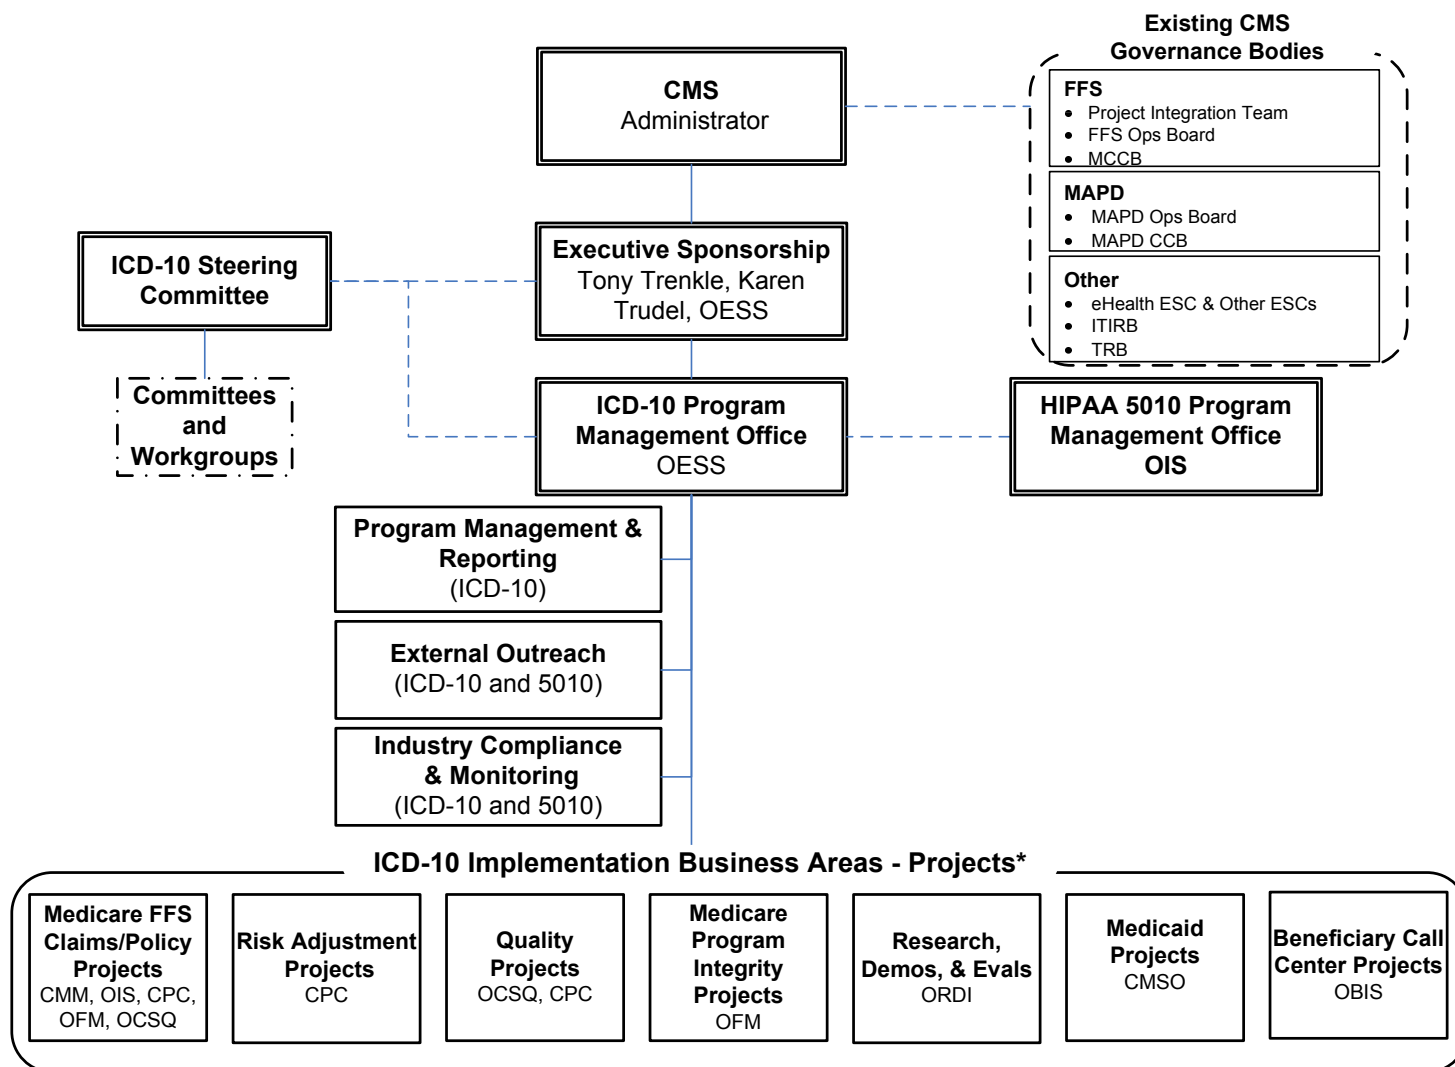 Existing CMS
Governance Bodies
CMS
Administrator
FFS
• Project Integration Team
• FFS Ops Board
• MCCB
MAPD
• MAPD Ops Board
• MAPD CCB
Other
• eHealth ESC & Other ESCs
• ITIRB
• TRB
ICD-10 Steering
Committee
Executive Sponsorship
Tony Trenkle, Karen
Trudel, OESS
Committees
and
Workgroups
ICD-10 Program
Management Office
OESS
HIPAA 5010 Program
Management Office
OIS
Program Management &
Reporting
(ICD-10)
External Outreach
(ICD-10 and 5010)
Industry Compliance
& Monitoring
(ICD-10 and 5010)
ICD-10 Implementation Business Areas - Projects*
Medicare FFS
Claims/Policy
Projects
CMM, OIS, CPC,
OFM, OCSQ
Risk Adjustment
Projects
CPC
Quality
Projects
OCSQ, CPC
Medicare
Program
Integrity
Projects
OFM
Research,
Demos, & Evals
ORDI
Medicaid
Projects
CMSO
Beneficiary Call
Center Projects
OBIS